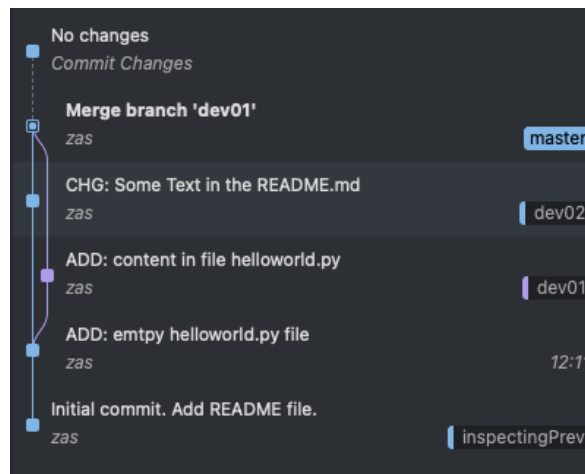 No changes
Commit Changes
Merge branch 'dev01'
zas
master
CHG: Some Text in the README.md
zas
dev02
ADD: content in file helloworld.py
zas
dev01
ADD: emtpy helloworld.py file
zas
Initial commit. Add README file.
zas